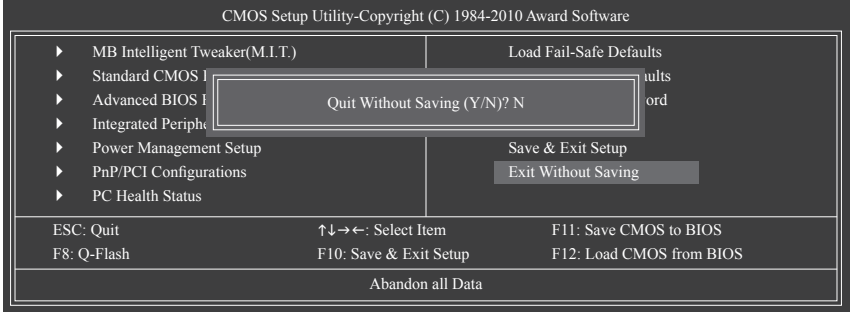 CMOS Setup Utility-Copyright (C) 1984-2010 Award Software
MB Intelligent Tweaker(M.I.T.)
Standard CMOS
Advanced BIOS
Integrated
Power Management Setup
PnP/PCI Configurations
PC Health Status
Load Fail-Safe Defaults
Save & Exit Setup
Exit Without Saving
Quit Without Saving (Y/N)? N
ESC: Quit ↑↓→←: Select Item F11: Save CMOS to BIOS
F8: Q-Flash F10: Save & Exit Setup F12: Load CMOS from BIOS
Abandon all Data